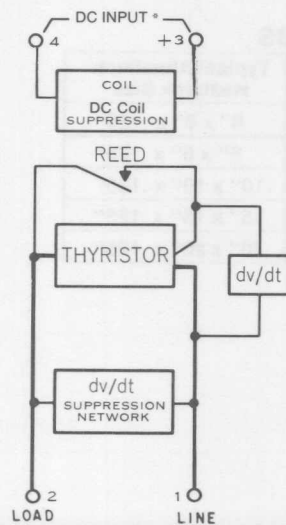 DC INPUT *
4 +3
COIL
DC Coil
SUPPRESSION
REED
THYRISTOR
dv/dt
dv/dt
SUPPRESSION
NETWORK
2 1
LOAD LINE